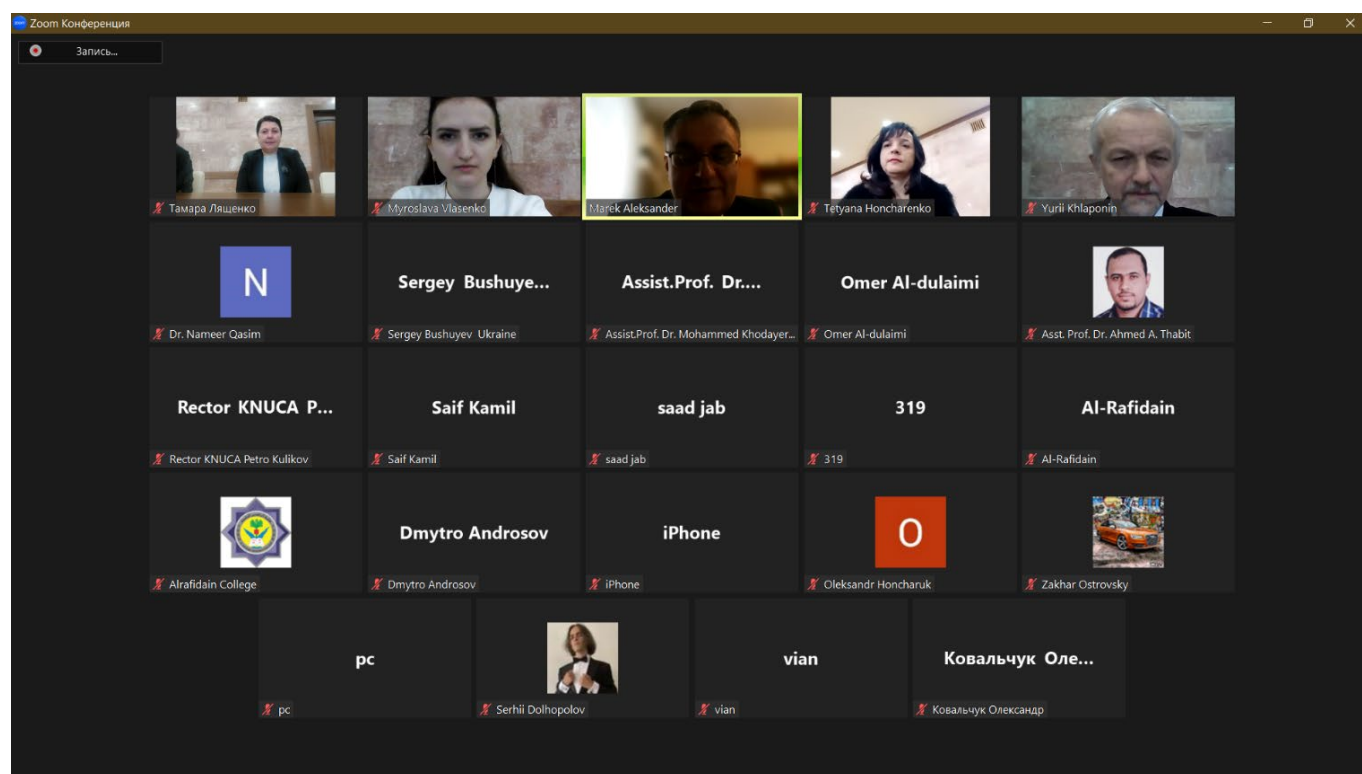 zoom Zoom Конференция
Запись...
Тамара Лященко
Myroslava Vlasenko
Marek Aleksander
Tetyana Honcharenko
Yurii Khlaponin
N
Dr. Nameer Qasim
Sergey Bushuye...
Sergey Bushuyev Ukraine
Assist.Prof. Dr....
Assist.Prof. Dr. Mohammed Khodayer...
Omer Al-dulaimi
Omer Al-dulaimi
Asst. Prof. Dr. Ahmed A. Thabit
Rector KNUCA P...
Rector KNUCA Petro Kulikov
Saif Kamil
Saif Kamil
saad jab
saad jab
319
319
Al-Rafidain
Al-Rafidain
Alrafidain College
Dmytro Androsov
Dmytro Androsov
iPhone
iPhone
O
Oleksandr Honcharuk
Zakhar Ostrovsky
pc
pc
Serhii Dolhopolov
vian
vian
Ковальчук Оле...
Ковальчук Олександр